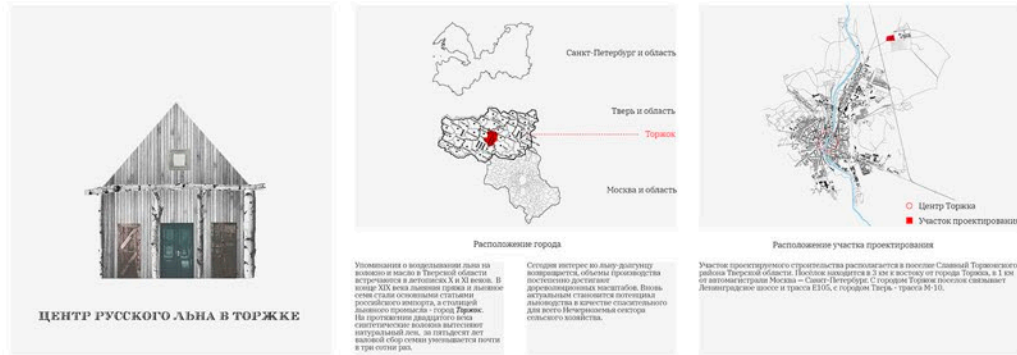 ЦЕНТР РУССКОГО ЛЬНА В ТОРЖКЕ
Санкт-Петербург и область
Тверь и область
Торжок
Москва и область
Расположение города
Упоминания о возделывании льна на
волокно и масло в Тверской области
встречаются в летописях X и XI веков. В
конце XIX века льняная пряжа и льняное
семя стали основными статьями
российского импорта, а столицей
льняного промысла - город Торжок.
На протяжении двадцатого века
синтетические волокна вытесняют
натуральный лен, за пятьдесят лет
валовой сбор семян уменьшается почти
в три сотни раз.
Сегодня интерес ко льну-долгунцу
возвращается, объемы производства
постепенно достигают
дореволюционных масштабов. Вновь
актуальным становится потенциал
льноводства в качестве спасительного
для всего Нечерноземья сектора
сельского хозяйства.
Центр Торжка
Участок проектирования
Расположение участка проектирования
Участок проектируемого строительства располагается в поселке Славный Торжокского
района Тверской области. Посёлок находится в 3 км к востоку от города Торжка, в 1 км
от автомагистрали Москва — Санкт-Петербург. С городом Торжок поселок связывает
Ленинградское шоссе и трасса Е105, с городом Тверь - трасса М-10.